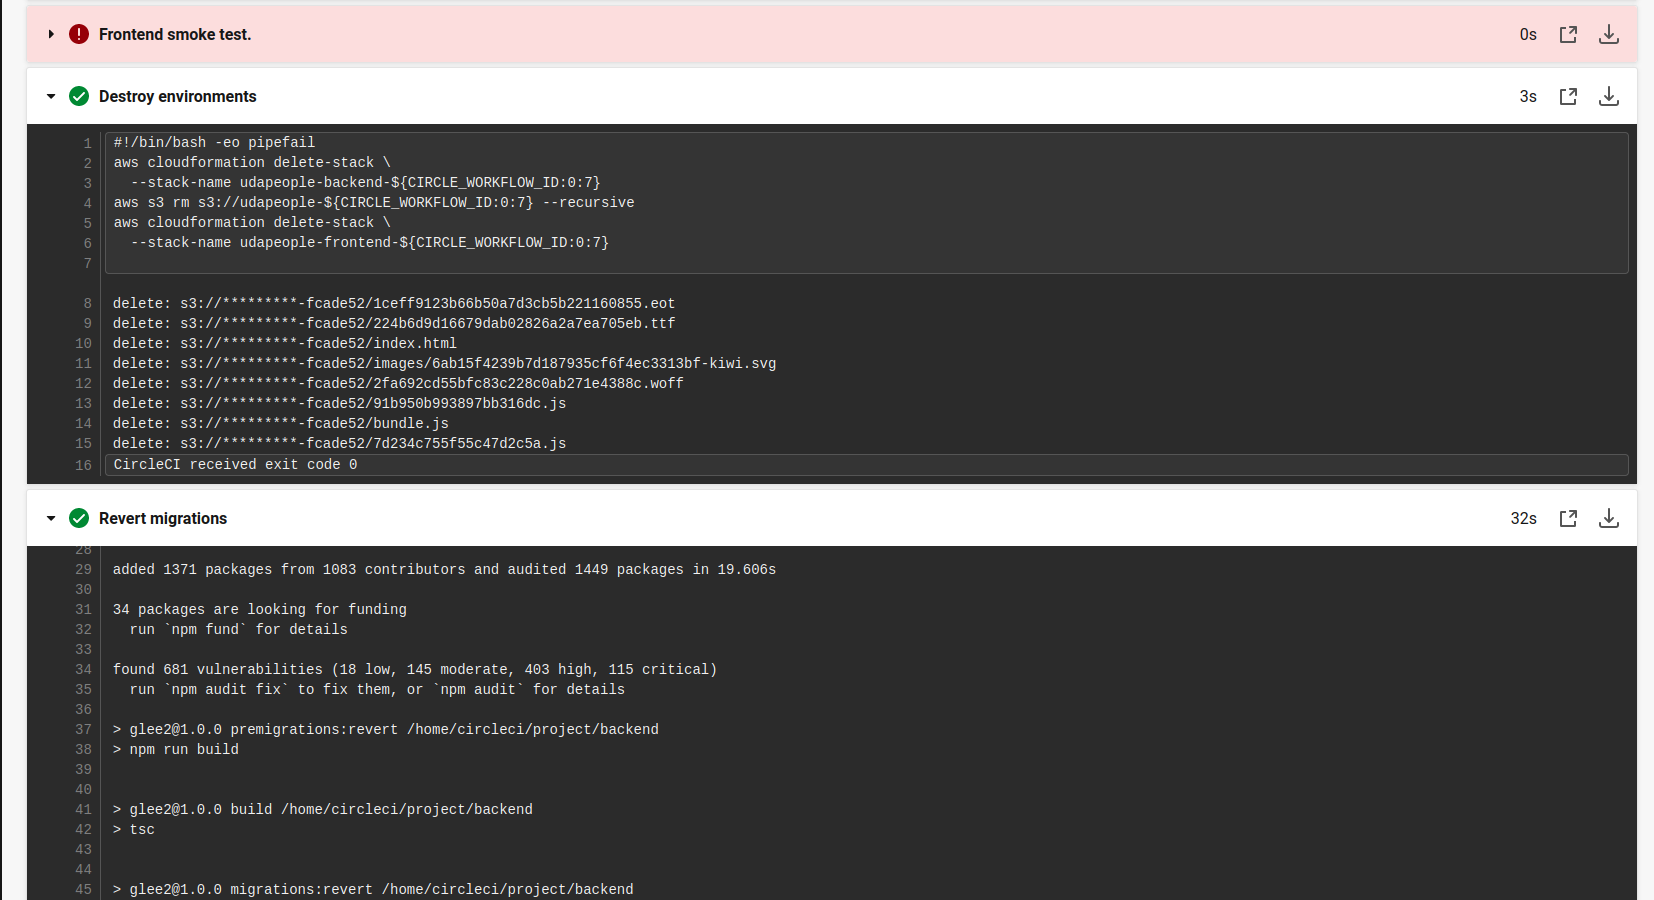 Frontend smoke test.
0s
Destroy environments
3s
1 #!/bin/bash -eo pipefail
2 aws cloudformation delete-stack \
3   --stack-name udapeople-backend-${CIRCLE_WORKFLOW_ID:0:7}
4 aws s3 rm s3://udapeople-${CIRCLE_WORKFLOW_ID:0:7} --recursive
5 aws cloudformation delete-stack \
6   --stack-name udapeople-frontend-${CIRCLE_WORKFLOW_ID:0:7}
7
8 delete: s3://*********-fcade52/1ceff9123b66b50a7d3cb5b221160855.eot
9 delete: s3://*********-fcade52/224b6d9d16679dab02826a2a7ea705eb.ttf
10 delete: s3://*********-fcade52/index.html
11 delete: s3://*********-fcade52/images/6ab15f4239b7d187935cf6f4ec3313bf-kiwi.svg
12 delete: s3://*********-fcade52/2fa692cd55bfc83c228c0ab271e4388c.woff
13 delete: s3://*********-fcade52/91b950b993897bb316dc.js
14 delete: s3://*********-fcade52/bundle.js
15 delete: s3://*********-fcade52/7d234c755f55c47d2c5a.js
16 CircleCI received exit code 0
Revert migrations
32s
28
29 added 1371 packages from 1083 contributors and audited 1449 packages in 19.606s
30
31 34 packages are looking for funding
32   run `npm fund` for details
33
34 found 681 vulnerabilities (18 low, 145 moderate, 403 high, 115 critical)
35   run `npm audit fix` to fix them, or `npm audit` for details
36
37 > glee2@1.0.0 premigrations:revert /home/circleci/project/backend
38 > npm run build
39
40
41 > glee2@1.0.0 build /home/circleci/project/backend
42 > tsc
43
44
45 > glee2@1.0.0 migrations:revert /home/circleci/project/backend